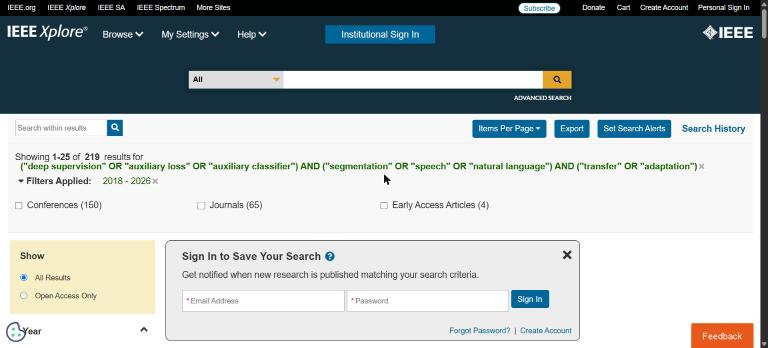 IEEE.org IEEE Xplore IEEE SA IEEE Spectrum More Sites Subscribe Donate Cart Create Account Personal Sign In
IEEE Xplore® Browse My Settings Help Institutional Sign In IEEE
All
ADVANCED SEARCH
Search within results Items Per Page Export Set Search Alerts Search History
Showing 1-25 of 219 results for
("deep supervision" OR "auxiliary loss" OR "auxiliary classifier") AND ("segmentation" OR "speech" OR "natural language") AND ("transfer" OR "adaptation") ×
Filters Applied: 2018 - 2026 ×
Conferences (150) Journals (65) Early Access Articles (4)
Show
All Results
Open Access Only
Year
Sign In to Save Your Search ?
Get notified when new research is published matching your search criteria.
*Email Address *Password Sign In
Forgot Password? | Create Account
Feedback